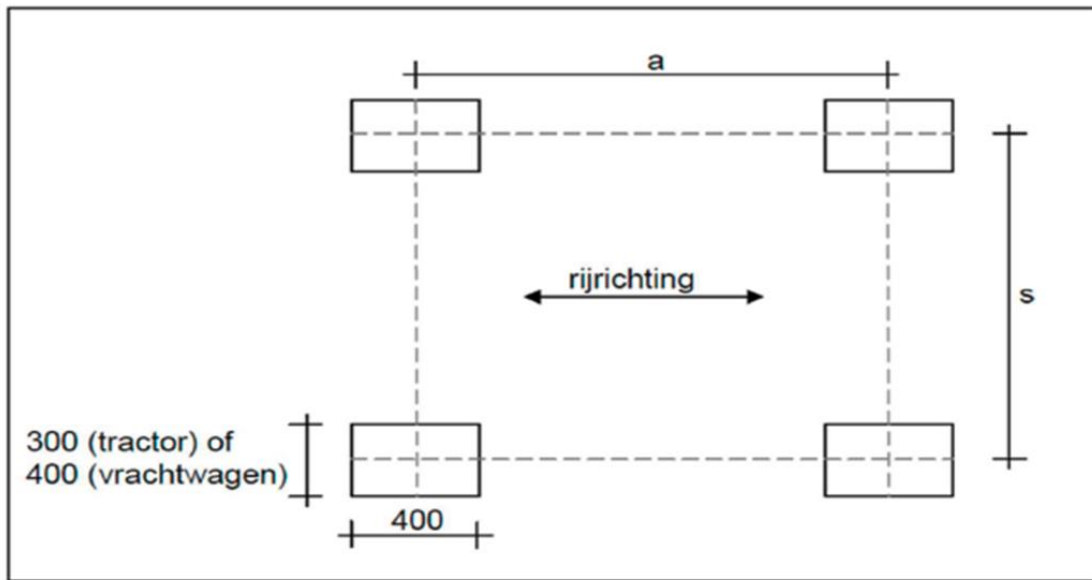 a
rijrichting
s
300 (tractor) of
400 (vrachtwagen)
400